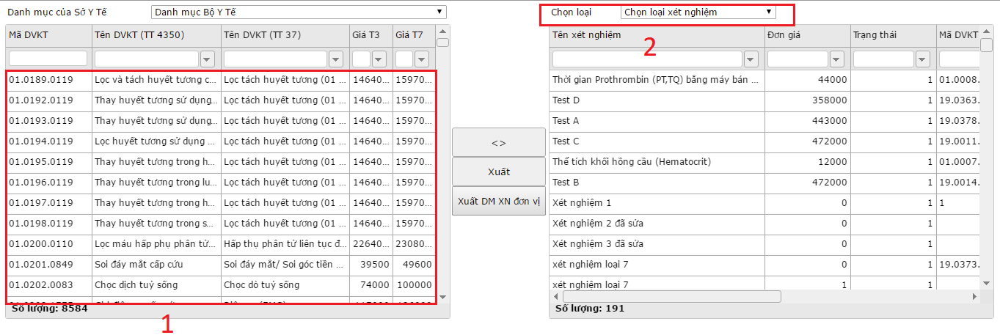 Danh mục của Sở Y Tế Danh mục Bộ Y Tế
Mã DVKT Tên DVKT (TT 4350) Tên DVKT (TT 37) Giá T3 Giá T7
01.0189.0119 Lọc và tách huyết tương c... Lọc tách huyết tương (01 ... 14640... 15970...
01.0192.0119 Thay huyết tương sử dụng... Lọc tách huyết tương (01 ... 14640... 15970...
01.0193.0119 Thay huyết tương sử dụng... Lọc tách huyết tương (01 ... 14640... 15970...
01.0194.0119 Lọc huyết tương sử dụng ... Lọc tách huyết tương (01 ... 14640... 15970...
01.0195.0119 Thay huyết tương trong h... Lọc tách huyết tương (01 ... 14640... 15970...
01.0196.0119 Thay huyết tương trong lu... Lọc tách huyết tương (01 ... 14640... 15970...
01.0197.0119 Thay huyết tương trong h... Lọc tách huyết tương (01 ... 14640... 15970...
01.0198.0119 Thay huyết tương trong s... Lọc tách huyết tương (01 ... 14640... 15970...
01.0200.0110 Lọc máu hấp phụ phân tử... Hấp thụ phân tử liên tục đ... 22640... 23080...
01.0201.0849 Soi đáy mắt cấp cứu Soi đáy mắt/ Soi góc tiên ... 39500 49600
01.0202.0083 Chọc dịch tuỷ sống Chọc dò tuỷ sống 74000 100000
Số lượng: 8584
1
<>
Xuất
Xuất DM XN đơn vị
Chọn loại Chọn loại xét nghiệm
2
Tên xét nghiệm Đơn giá Trạng thái Mã DVKT
Thời gian Prothrombin (PT,TQ) bằng máy bán ... 44000 1 01.0008.
Test D 358000 1 19.0363.
Test A 443000 1 19.0378.
Test C 472000 1 19.0011.
Thể tích khối hồng cầu (Hematocrit) 12000 1 01.0007.
Test B 472000 1 19.0014.
Xét nghiệm 1 0 1 1
Xét nghiệm 2 đã sửa 0 1
Xét nghiệm 3 đã sửa 0 1
xét nghiệm loại 7 0 1 19.0373.
xét nghiệm loại 7 1 1
Số lượng: 191